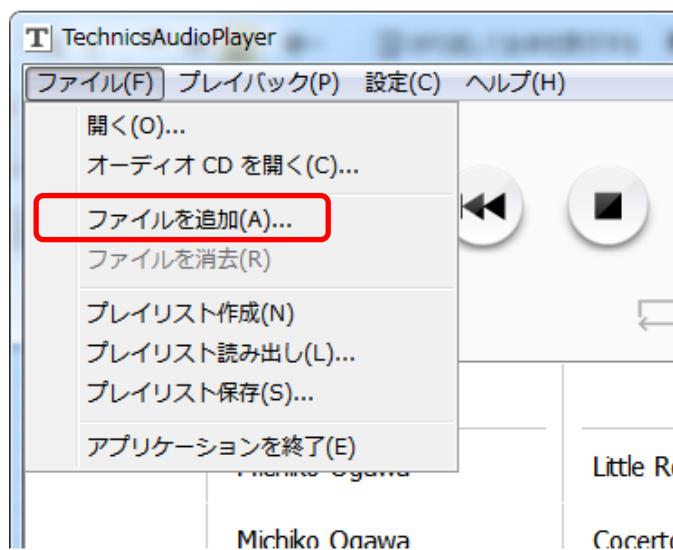 T TechnicsAudioPlayer
ファイル(F) プレイバック(P) 設定(C) ヘルプ(H)
開く(O)...
オーディオ CD を開く(C)...
ファイルを追加(A)...
ファイルを消去(R)
プレイリスト作成(N)
プレイリスト読み出し(L)...
プレイリスト保存(S)...
アプリケーションを終了(E)
Little
Michiko Ogawa